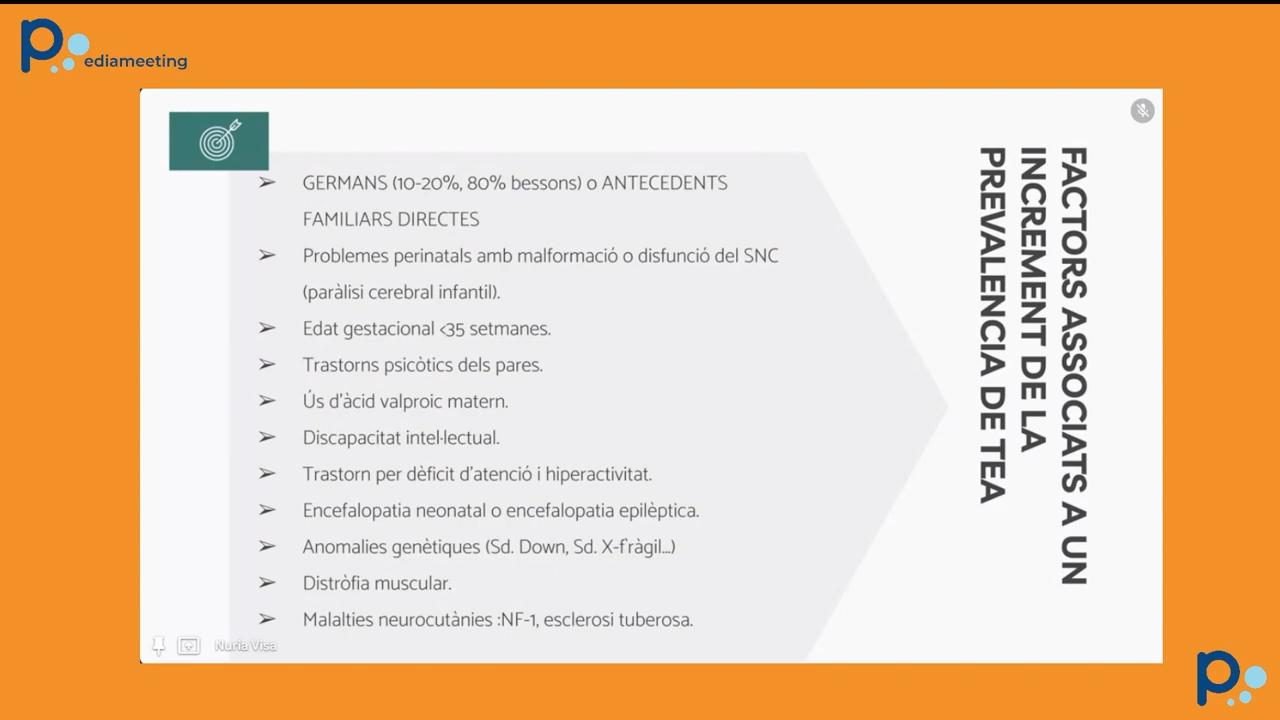 Pediameeting
GERMANS (10-20%, 80% bessons) o ANTECEDENTS
FAMILIARS DIRECTES
Problemes perinatals amb malformació o disfunció del SNC
(paràlisi cerebral infantil).
Edat gestacional <35 setmanes.
Trastorns psicòtics dels pares.
Ús d'àcid valproic matern.
Discapacitat intel·lectual.
Trastorn per dèficit d'atenció i hiperactivitat.
Encefalopatia neonatal o encefalopatia epilèptica.
Anomalies genètiques (Sd. Down, Sd. X-fràgil...)
Distròfia muscular.
Malalties neurocutànies :NF-1, esclerosi tuberosa.
FACTORS ASSOCIATS A UN
INCREMENT DE LA
PREVALENCIA DE TEA
Nuria Visa
P